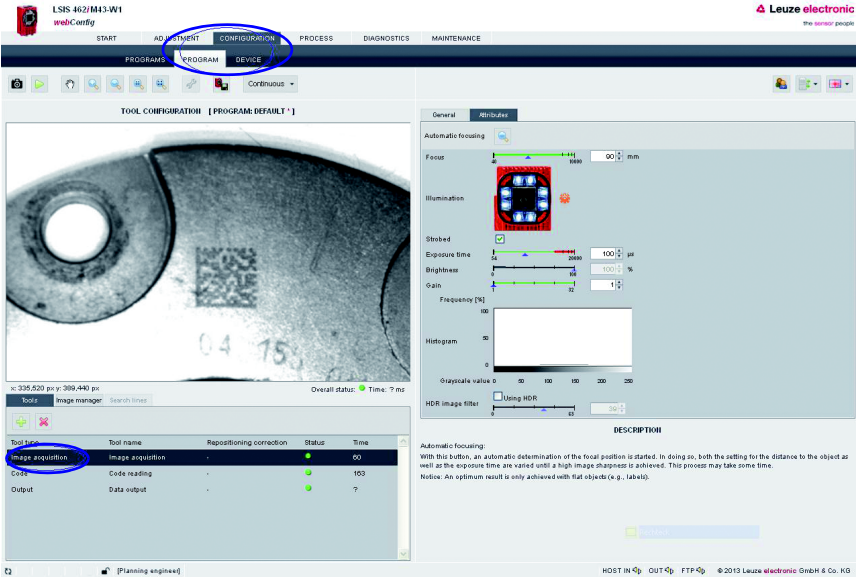 LSIS 462i M43-W1
webConfig
Leuze electronic
the sensor people
START ADJUSTMENT CONFIGURATION PROCESS DIAGNOSTICS MAINTENANCE
PROGRAMS PROGRAM DEVICE
Continuous
TOOL CONFIGURATION [ PROGRAM: DEFAULT * ]
04 15
x: 335,520 px y: 389,440 px
Overall status: Time: ? ms
Tools Image manager Search lines
Tool type Tool name Repositioning correction Status Time
Image acquisition Image acquisition - 60
Code Code reading - 163
Output Data output - ?
General Attributes
Automatic focusing
Focus 40 10000 90 mm
Illumination
Strobed
Exposure time 54 20000 100 µs
Brightness 0 100 100 %
Gain 1 32 1
Frequency [%]
100
Histogram 50
0
Grayscale value 0 50 100 150 200 250
Using HDR
HDR image filter 0 63 39
DESCRIPTION
Automatic focusing:
With this button, an automatic determination of the focal position is started. In doing so, both the setting for the distance to the object as
well as the exposure time are varied until a high image sharpness is achieved. This process may take some time.
Notice: An optimum result is only achieved with flat objects (e.g., labels).
[Planning engineer]
HOST IN OUT FTP © 2013 Leuze electronic GmbH & Co. KG